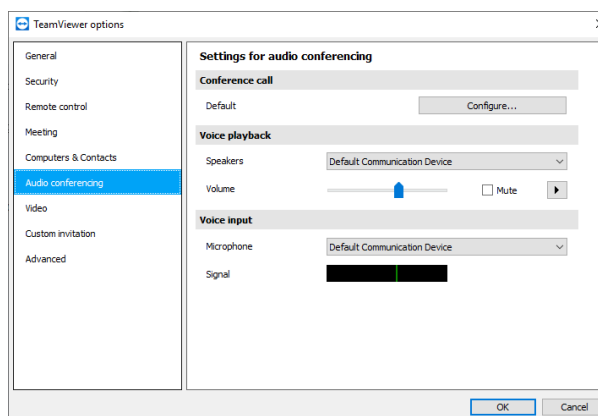 TeamViewer options
General
Security
Remote control
Meeting
Computers & Contacts
Audio conferencing
Video
Custom invitation
Advanced
Settings for audio conferencing
Conference call
Default Configure...
Voice playback
Speakers Default Communication Device
Volume Mute
Voice input
Microphone Default Communication Device
Signal
OK Cancel